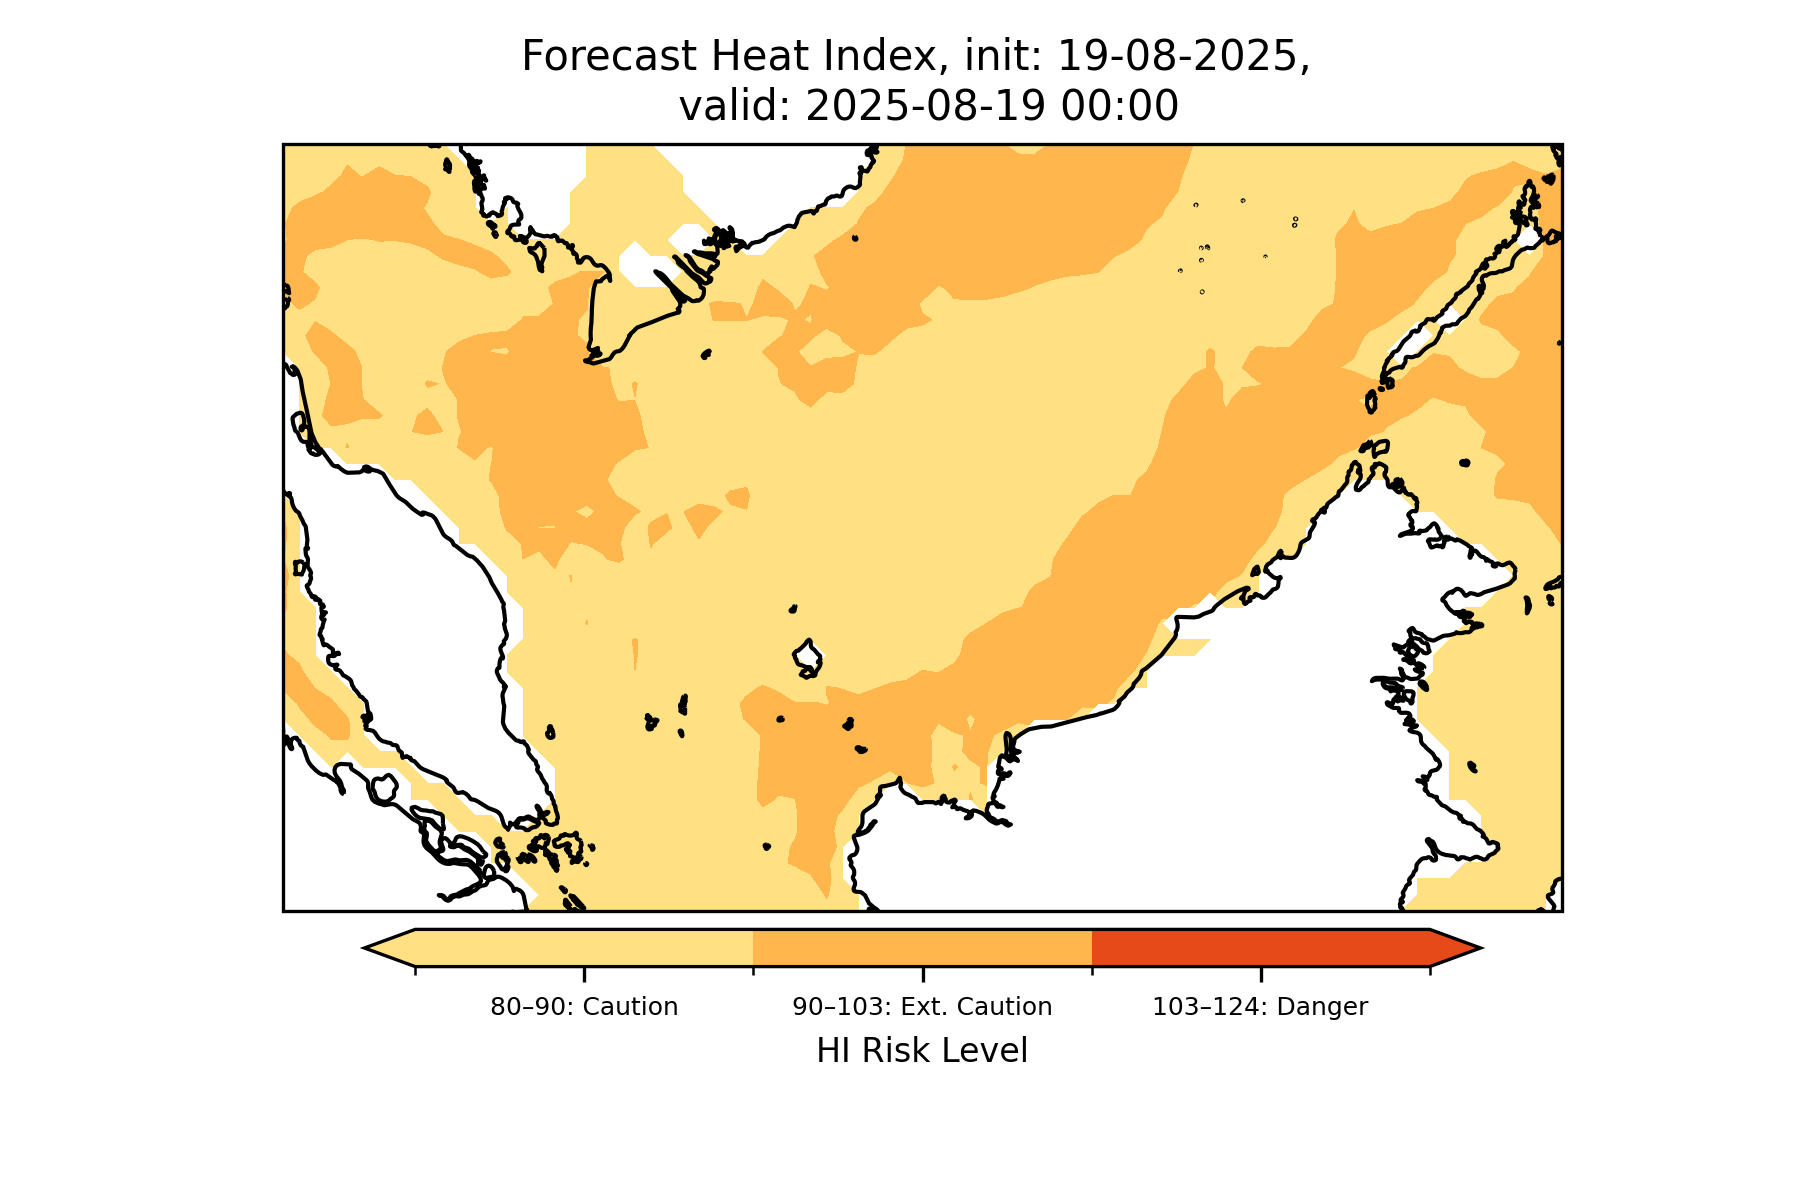 Forecast Heat Index, init: 19-08-2025,
valid: 2025-08-19 00:00
80–90: Caution
90–103: Ext. Caution
103–124: Danger
HI Risk Level